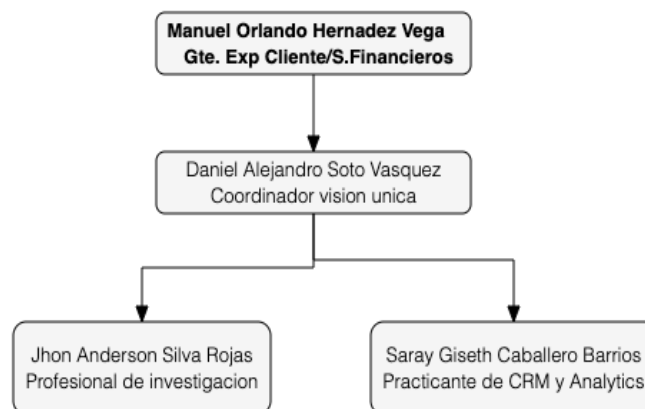 Manuel Orlando Hernadez Vega
Gte. Exp Cliente/S.Financieros
Daniel Alejandro Soto Vasquez
Coordinador vision unica
Jhon Anderson Silva Rojas
Profesional de investigacion
Saray Giseth Caballero Barrios
Practicante de CRM y Analytics